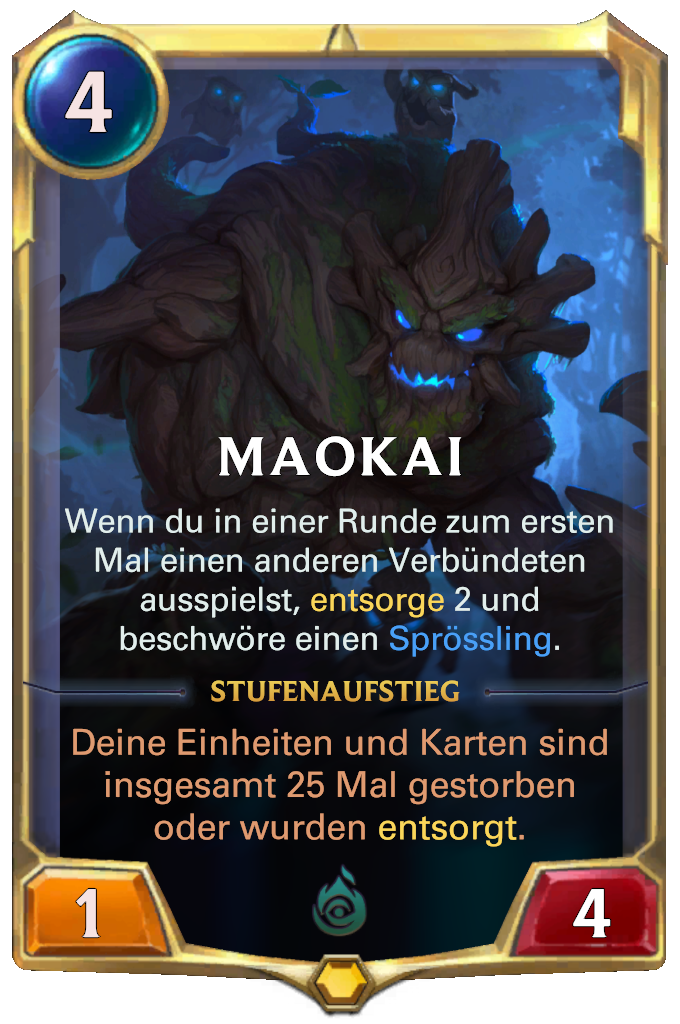 4
MAOKAI
Wenn du in einer Runde zum ersten
Mal einen anderen Verbündeten
ausspielst, entsorge 2 und
beschwöre einen Sprössling.
STUFENAUFSTIEG
Deine Einheiten und Karten sind
insgesamt 25 Mal gestorben
oder wurden entsorgt.
1
4